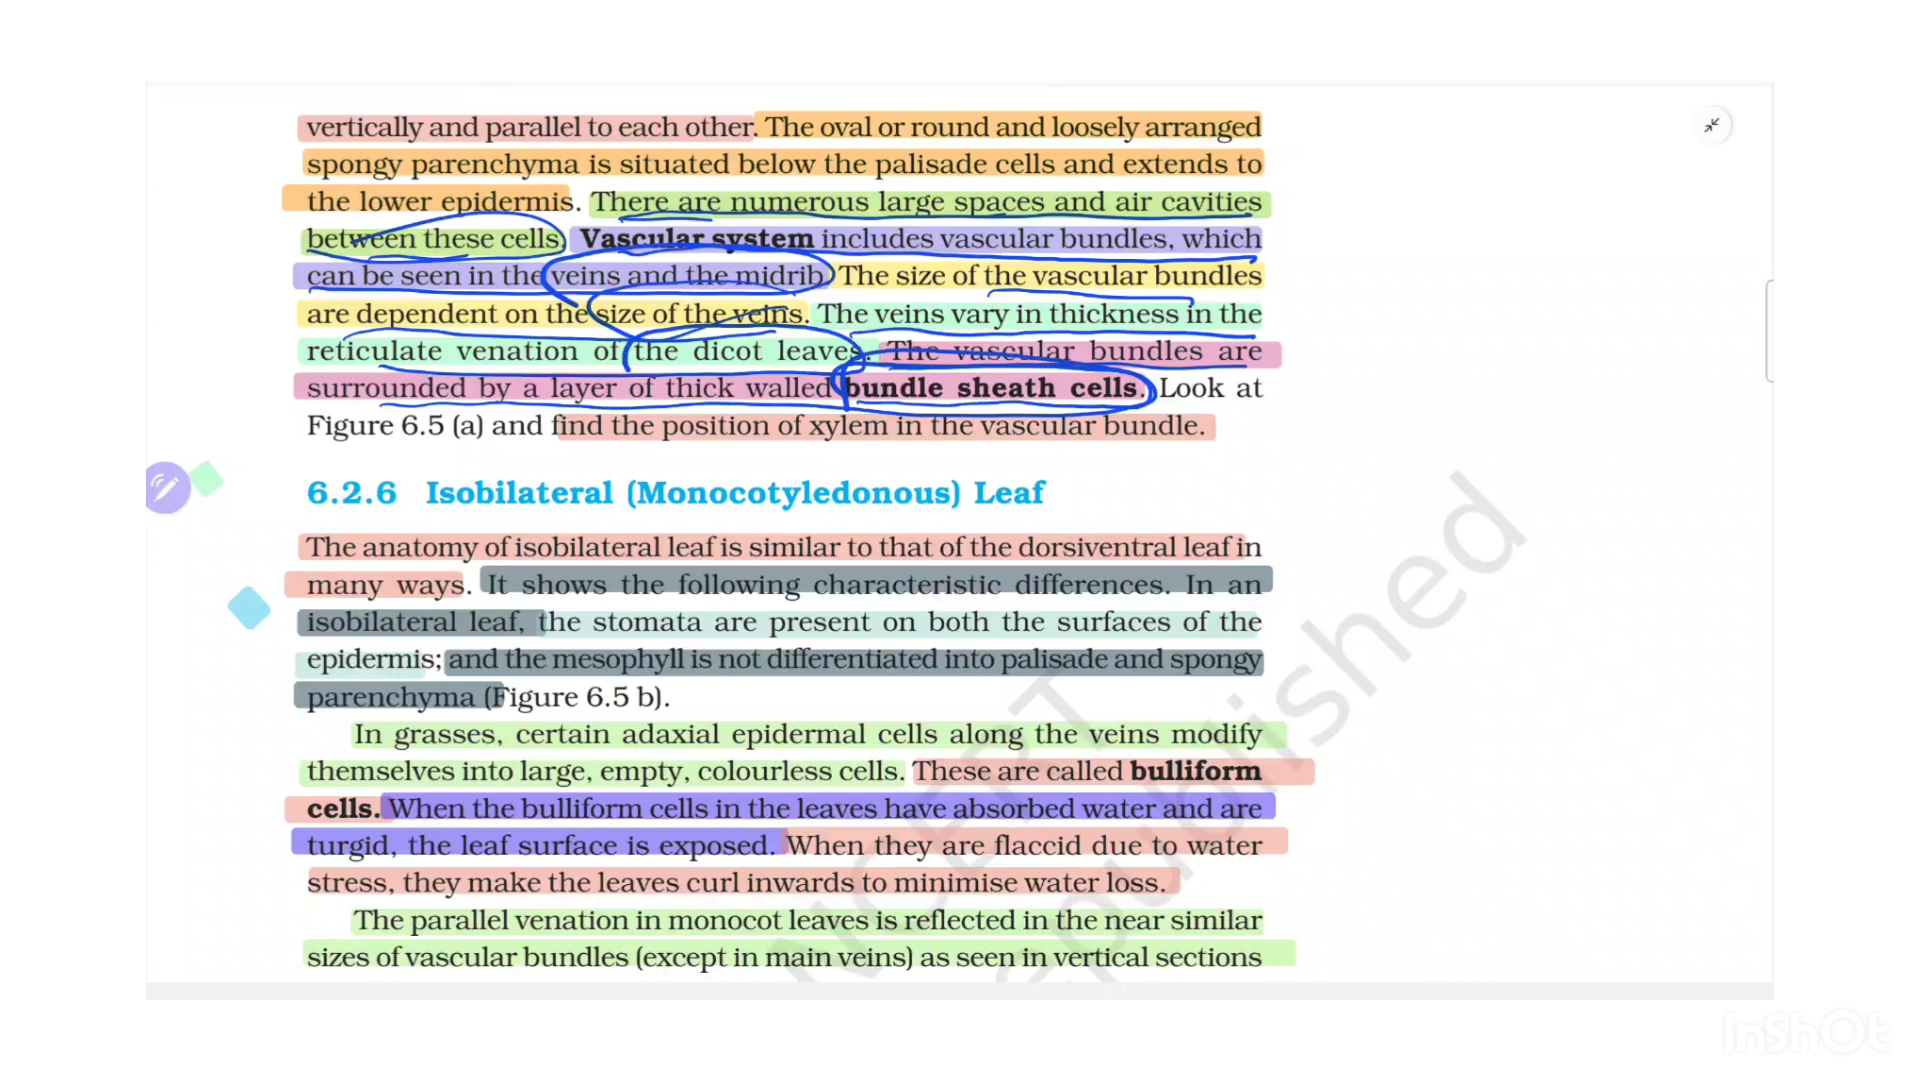 vertically and parallel to each other. The oval or round and loosely arranged
spongy parenchyma is situated below the palisade cells and extends to
the lower epidermis. There are numerous large spaces and air cavities
between these cells. Vascular system includes vascular bundles, which
can be seen in the veins and the midrib. The size of the vascular bundles
are dependent on the size of the veins. The veins vary in thickness in the
reticulate venation of the dicot leaves. The vascular bundles are
surrounded by a layer of thick walled bundle sheath cells. Look at
Figure 6.5 (a) and find the position of xylem in the vascular bundle.
6.2.6 Isobilateral (Monocotyledonous) Leaf
The anatomy of isobilateral leaf is similar to that of the dorsiventral leaf in
many ways. It shows the following characteristic differences. In an
isobilateral leaf, the stomata are present on both the surfaces of the
epidermis; and the mesophyll is not differentiated into palisade and spongy
parenchyma (Figure 6.5 b).
In grasses, certain adaxial epidermal cells along the veins modify
themselves into large, empty, colourless cells. These are called bulliform
cells. When the bulliform cells in the leaves have absorbed water and are
turgid, the leaf surface is exposed. When they are flaccid due to water
stress, they make the leaves curl inwards to minimise water loss.
The parallel venation in monocot leaves is reflected in the near similar
sizes of vascular bundles (except in main veins) as seen in vertical sections
NCERT
republished
InShOt